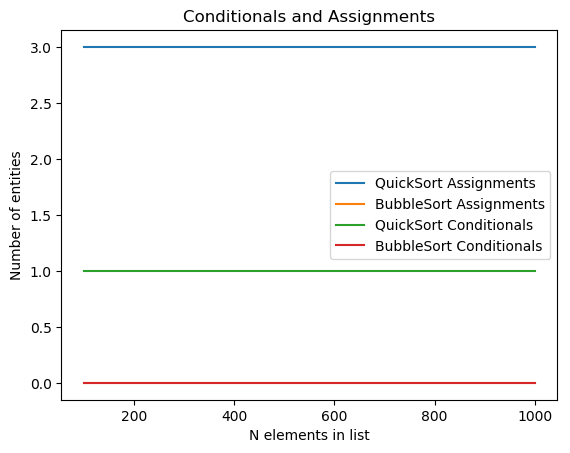 Conditionals and Assignments
3.0
2.5
2.0
1.5
1.0
0.5
0.0
Number of entities
QuickSort Assignments
BubbleSort Assignments
QuickSort Conditionals
BubbleSort Conditionals
200 400 600 800 1000
N elements in list